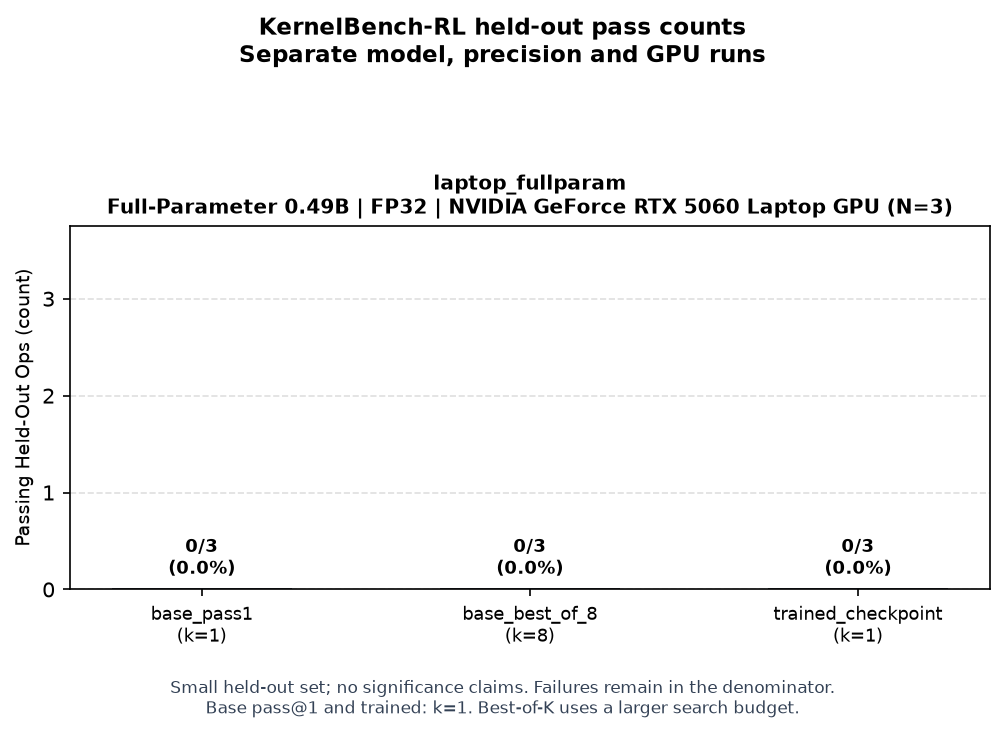 KernelBench-RL held-out pass counts
Separate model, precision and GPU runs
laptop_fullparam
Full-Parameter 0.49B | FP32 | NVIDIA GeForce RTX 5060 Laptop GPU (N=3)
Passing Held-Out Ops (count)
3
2
1
0
0/3
(0.0%)
0/3
(0.0%)
0/3
(0.0%)
base_pass1
(k=1)
base_best_of_8
(k=8)
trained_checkpoint
(k=1)
Small held-out set; no significance claims. Failures remain in the denominator.
Base pass@1 and trained: k=1. Best-of-K uses a larger search budget.